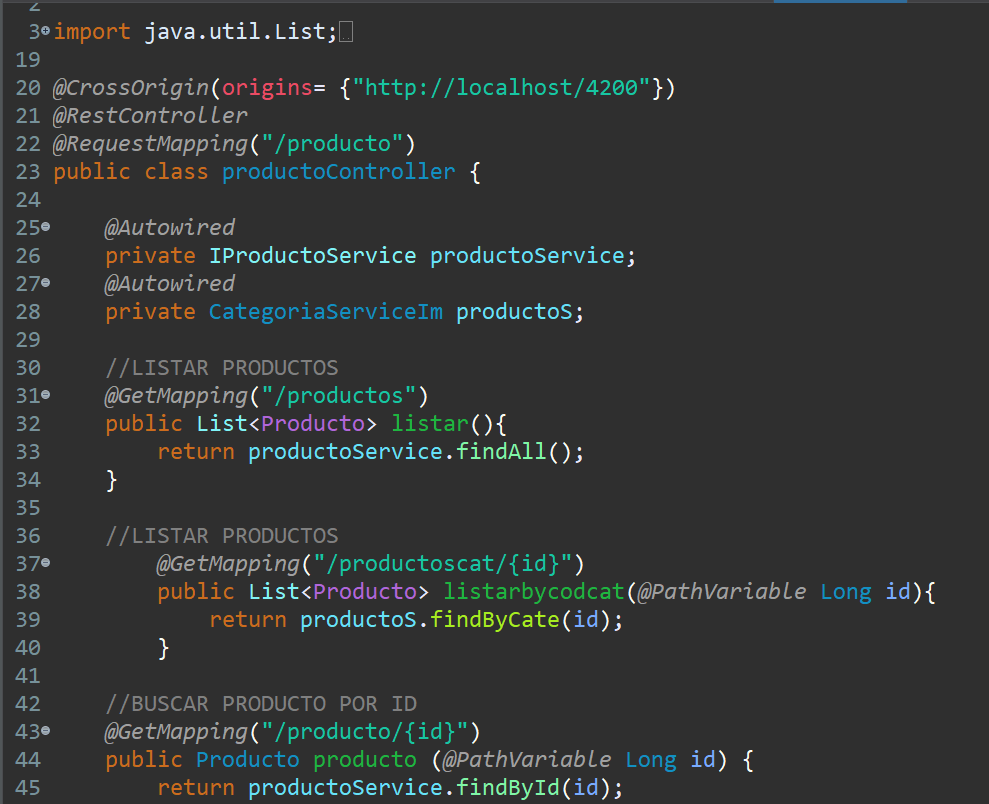 2
3 import java.util.List;
19
20 @CrossOrigin(origins= {"http://localhost/4200"})
21 @RestController
22 @RequestMapping("/producto")
23 public class productoController {
24
25     @Autowired
26     private IProductoService productoService;
27     @Autowired
28     private CategoriaServiceIm productoS;
29
30     //LISTAR PRODUCTOS
31     @GetMapping("/productos")
32     public List<Producto> listar(){
33         return productoService.findAll();
34     }
35
36     //LISTAR PRODUCTOS
37         @GetMapping("/productoscat/{id}")
38         public List<Producto> listarbycodcat(@PathVariable Long id){
39             return productoS.findByCate(id);
40         }
41
42     //BUSCAR PRODUCTO POR ID
43     @GetMapping("/producto/{id}")
44     public Producto producto (@PathVariable Long id) {
45         return productoService.findById(id);